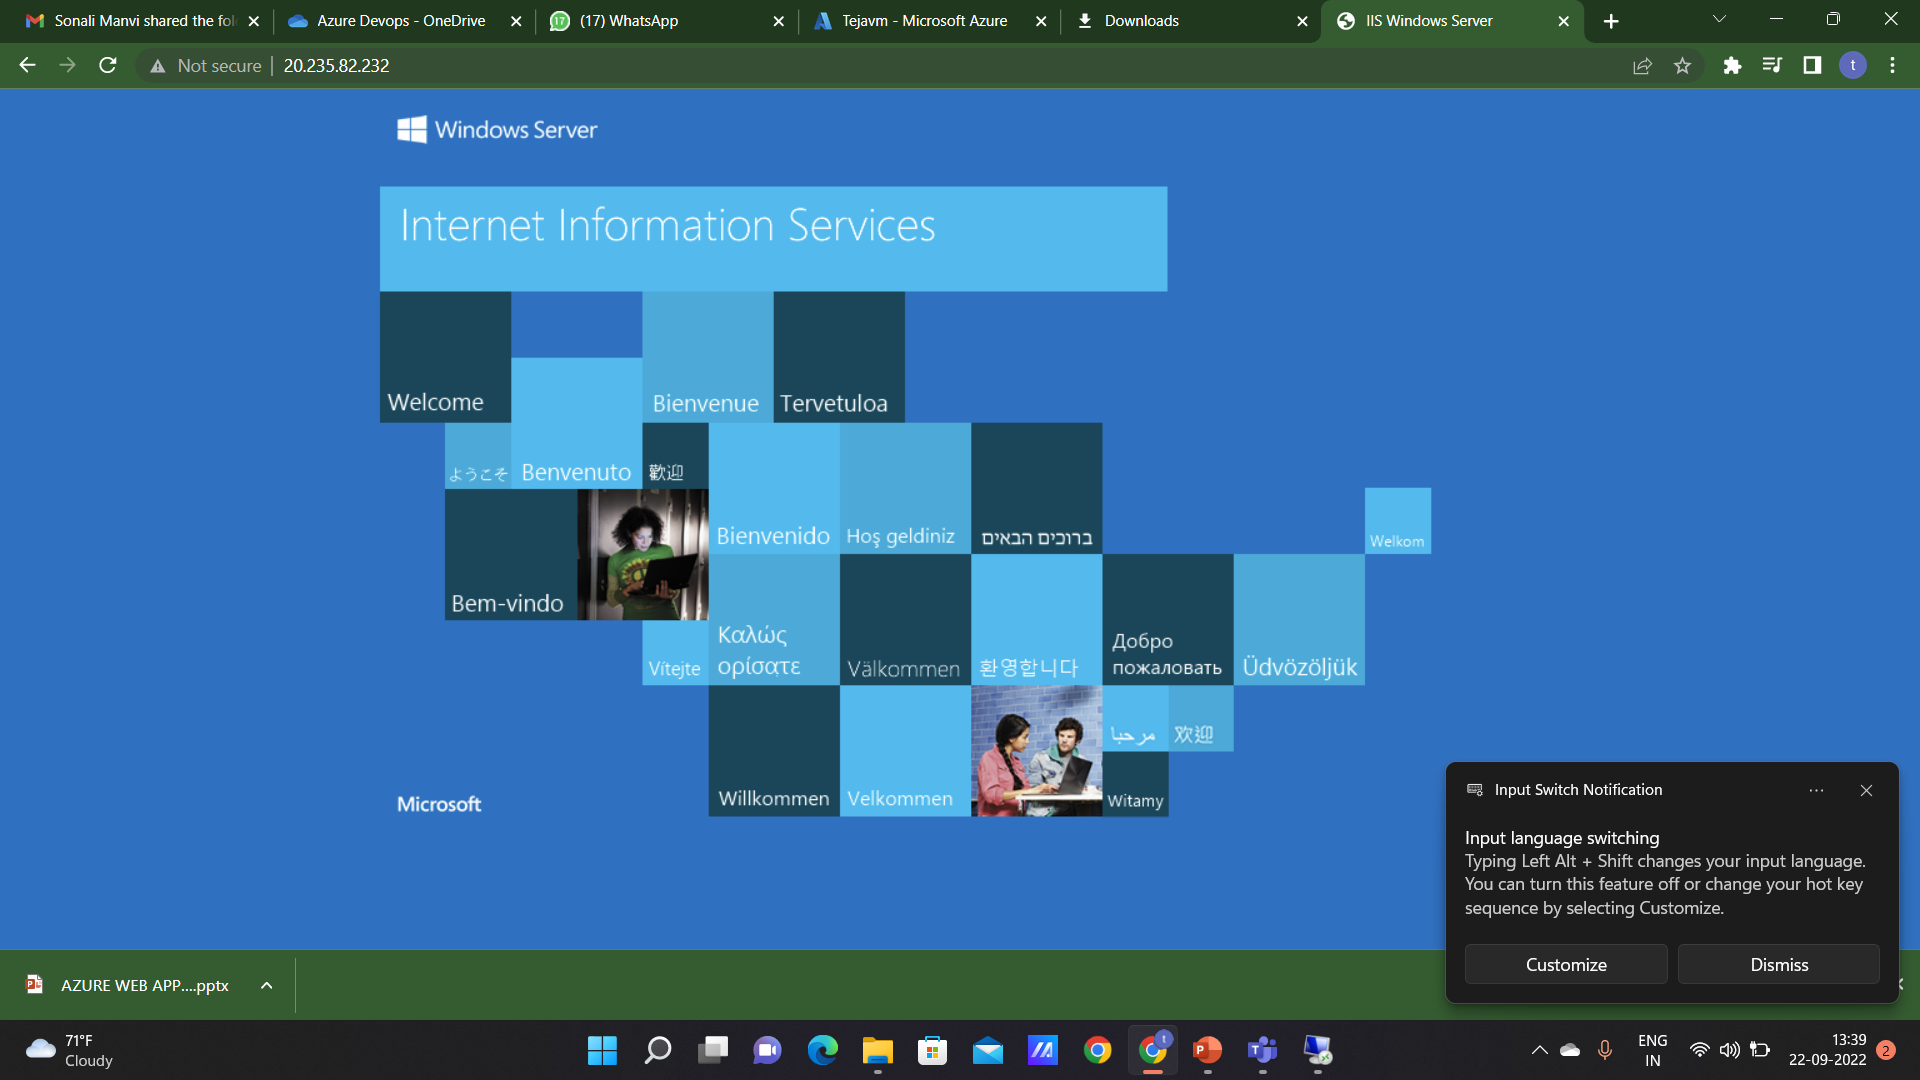 Sonali Manvi shared the fol
Azure Devops - OneDrive
(17) WhatsApp
Tejavm - Microsoft Azure
Downloads
IIS Windows Server
Not secure
20.235.82.232
t
Windows Server
Internet Information Services
Welcome
Bienvenue
Tervetuloa
ようこそ
Benvenuto
歡迎
Bienvenido
Hoş geldiniz
ברוכים הבאים
Welkom
Bem-vindo
Vítejte
Καλώς
ορίσατε
Välkommen
환영합니다
Добро
пожаловать
Üdvözöljük
Willkommen
Velkommen
مرحبا
欢迎
Witamy
Microsoft
Input Switch Notification
Input language switching
Typing Left Alt + Shift changes your input language.
You can turn this feature off or change your hot key
sequence by selecting Customize.
Customize
Dismiss
AZURE WEB APP....pptx
71°F
Cloudy
ENG
IN
13:39
22-09-2022
2